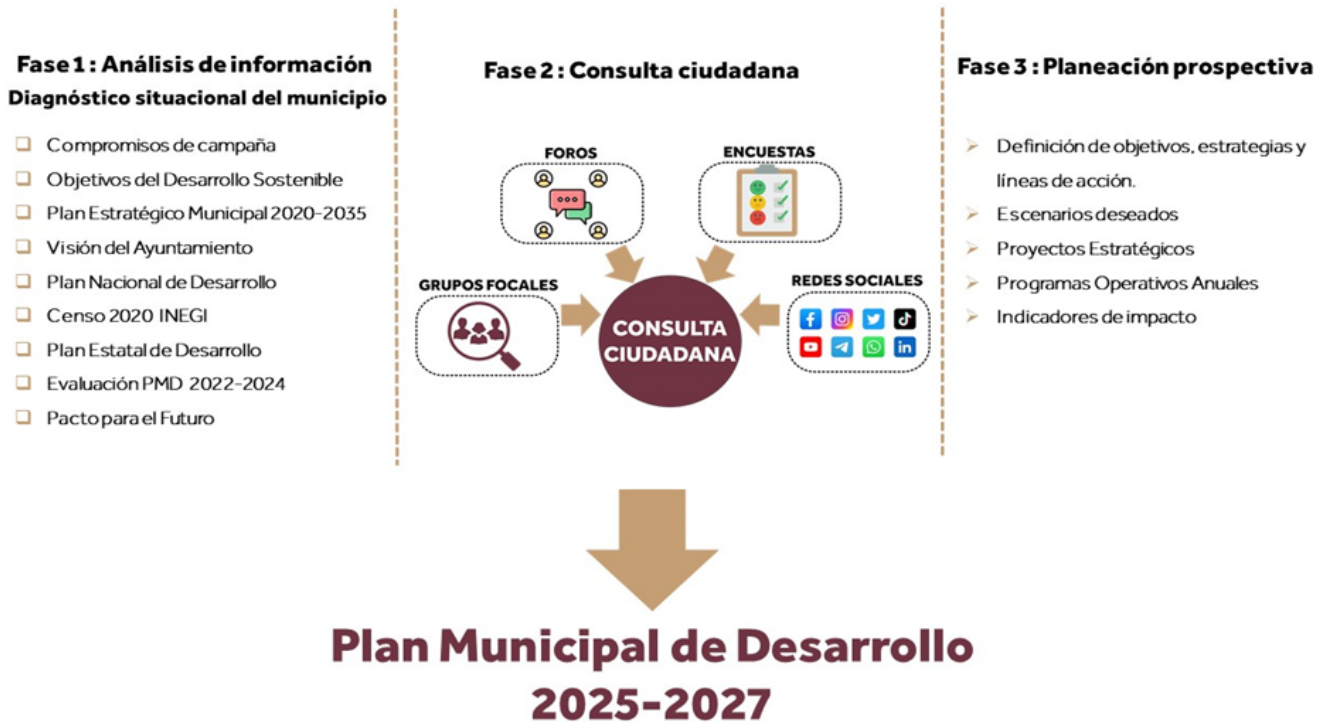 Fase 1 : Análisis de información
Diagnóstico situacional del municipio
Compromisos de campaña
Objetivos del Desarrollo Sostenible
Plan Estratégico Municipal 2020-2035
Visión del Ayuntamiento
Plan Nacional de Desarrollo
Censo 2020 INEGI
Plan Estatal de Desarrollo
Evaluación PMD 2022-2024
Pacto para el Futuro
Fase 2 : Consulta ciudadana
FOROS
ENCUESTAS
GRUPOS FOCALES
REDES SOCIALES
CONSULTA
CIUDADANA
Fase 3 : Planeación prospectiva
Definición de objetivos, estrategias y
líneas de acción.
Escenarios deseados
Proyectos Estratégicos
Programas Operativos Anuales
Indicadores de impacto
Plan Municipal de Desarrollo
2025-2027